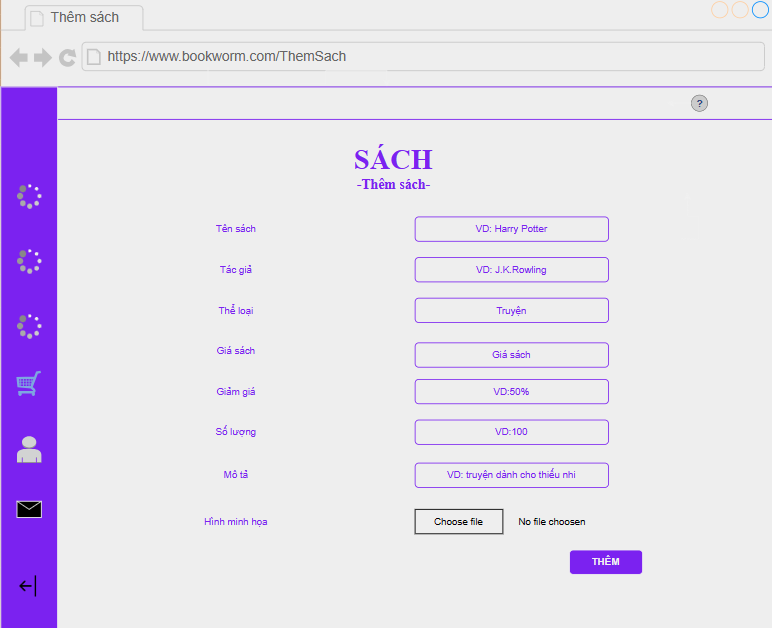 Thêm sách
https://www.bookworm.com/ThemSach
?
SÁCH
-Thêm sách-
Tên sách
VD: Harry Potter
Tác giả
VD: J.K.Rowling
Thể loại
Truyện
Giá sách
Giá sách
Giảm giá
VD:50%
Số lượng
VD:100
Mô tả
VD: truyện dành cho thiếu nhi
Hình minh họa
Choose file
No file choosen
THÊM